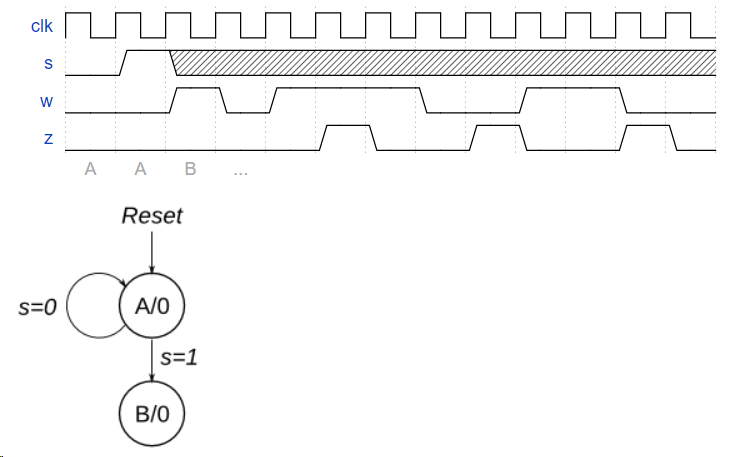 clk
s
w
z
A A B ...
Reset
s=0
A/0
s=1
B/0